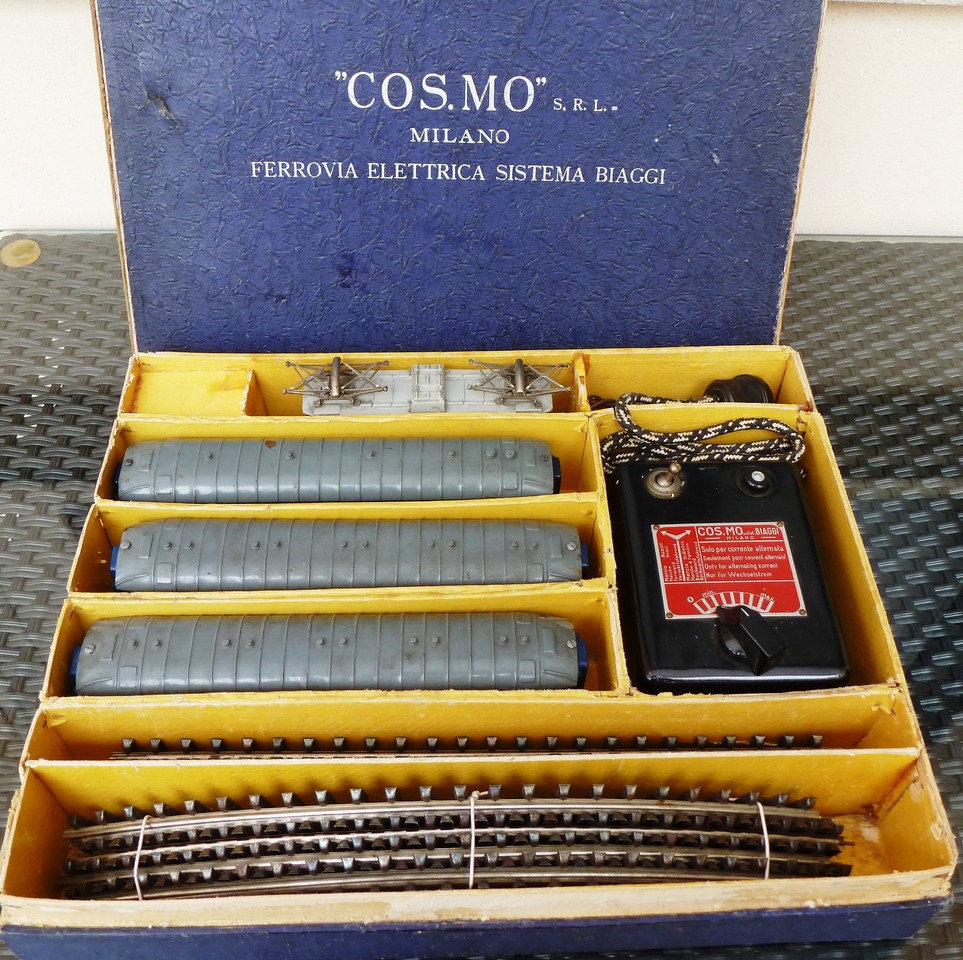 "COS.MO" S. R. L. -
MILANO
FERROVIA ELETTRICA SISTEMA BIAGGI
COS.MO. BIAGGI
MILANO
Solo per corrente alternata
Seulement pour courant alternatif
Only for alternating current
Nur für Wechselstrom
0 min max